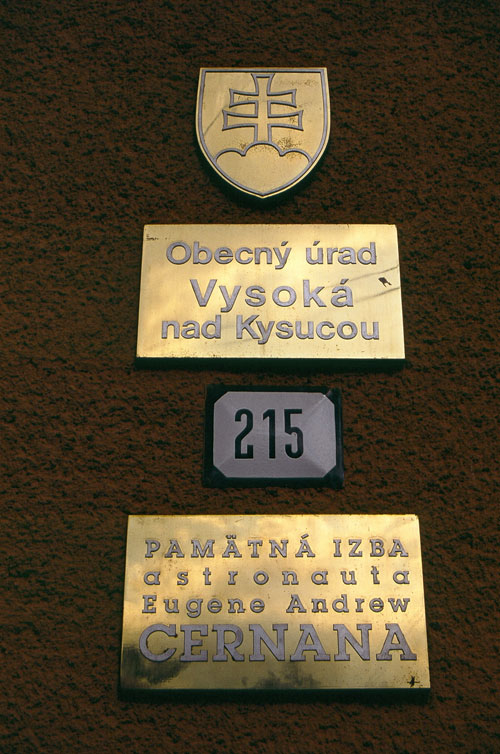 Obecný úrad
Vysoká
nad Kysucou
215
PAMÄTNÁ IZBA
astronauta
Eugene Andrew
CERNANA